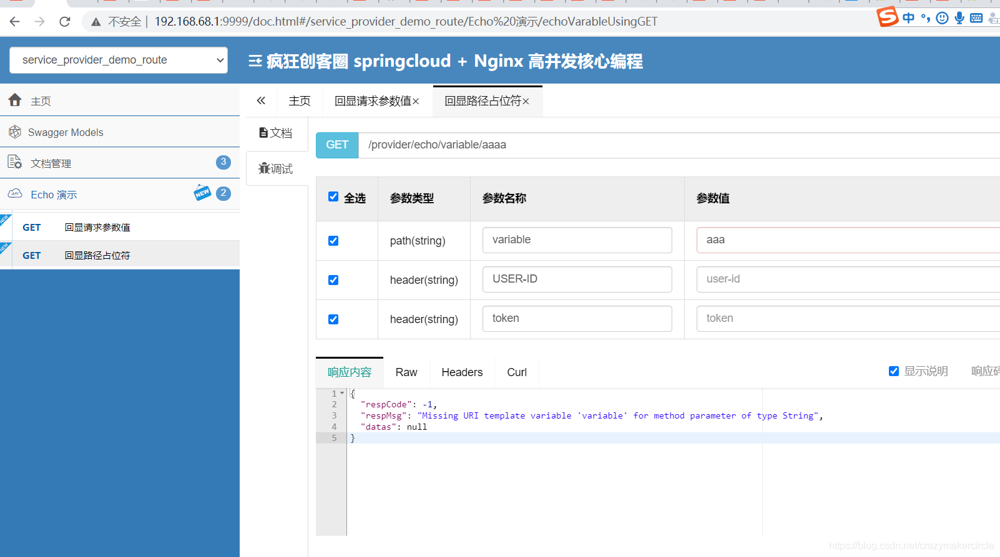 不安全 | 192.168.68.1:9999/doc.html#/service_provider_demo_route/Echo%20演示/echoVarableUsingGET
中
service_provider_demo_route
疯狂创客圈 springcloud + Nginx 高并发核心编程
主页
Swagger Models
文档管理 3
Echo 演示 NEW 2
NEW GET 回显请求参数值
NEW GET 回显路径占位符
主页 回显请求参数值× 回显路径占位符×
文档
调试
GET /provider/echo/variable/aaaa
全选 参数类型 参数名称 参数值
path(string) variable aaa
header(string) USER-ID user-id
header(string) token token
响应内容 Raw Headers Curl 显示说明 响应码
1 {
2 "respCode": -1,
3 "respMsg": "Missing URI template variable 'variable' for method parameter of type String",
4 "datas": null
5 }
https://blog.csdn.net/crazymakercircle